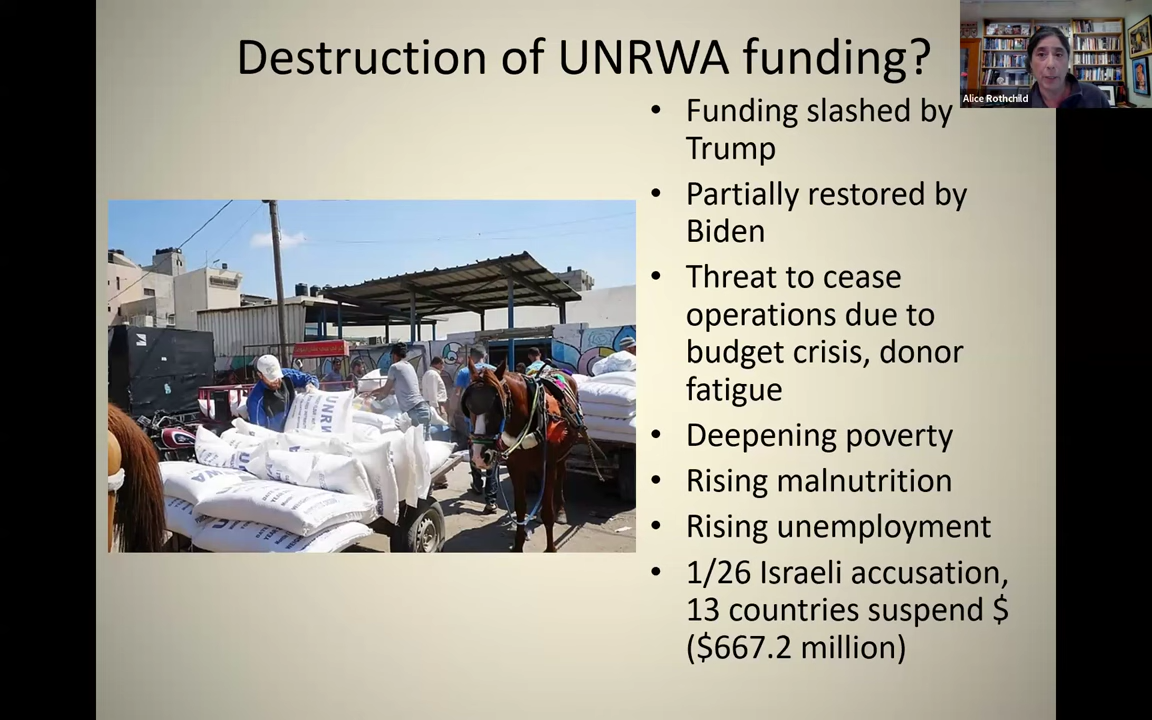 Destruction of UNRWA funding?
Alice Rothchild
• Funding slashed by
Trump
• Partially restored by
Biden
• Threat to cease
operations due to
budget crisis, donor
fatigue
• Deepening poverty
• Rising malnutrition
• Rising unemployment
• 1/26 Israeli accusation,
13 countries suspend $
($667.2 million)
UNRWA